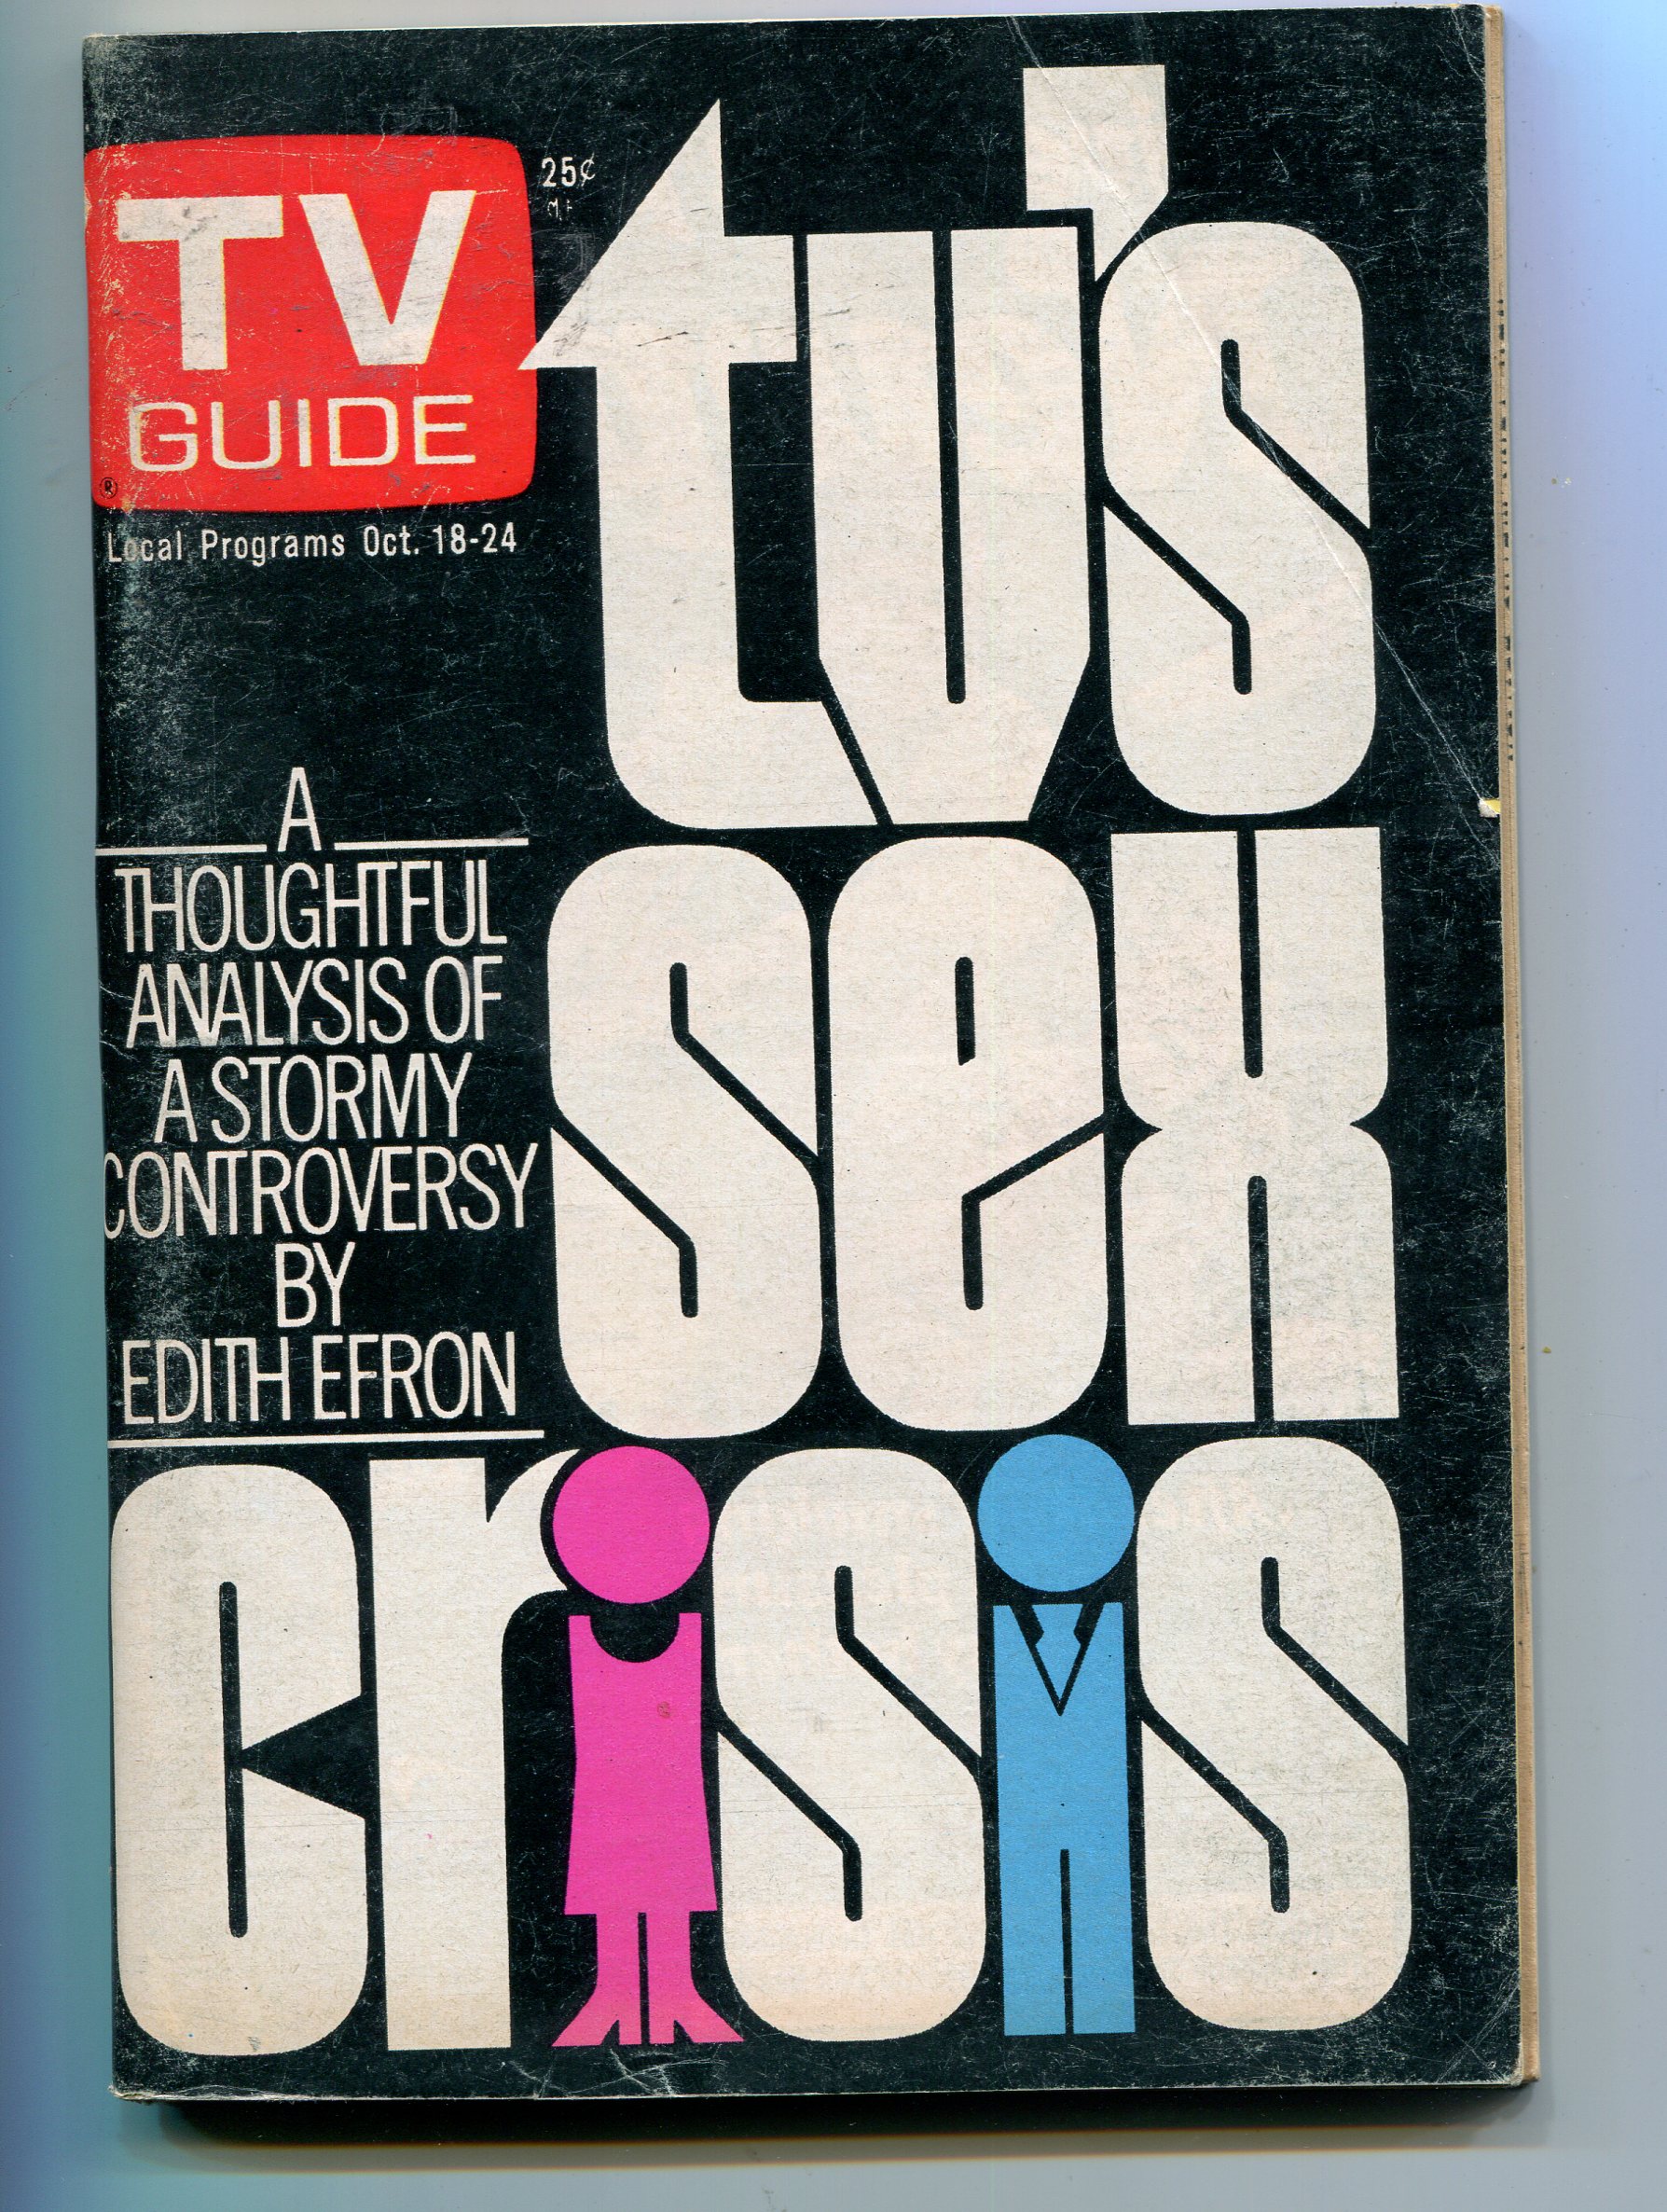 TV
GUIDE
®
25¢
Local Programs Oct. 18-24
tv's
sex
crisis
A
THOUGHTFUL
ANALYSIS OF
A STORMY
CONTROVERSY
BY
EDITH EFRON